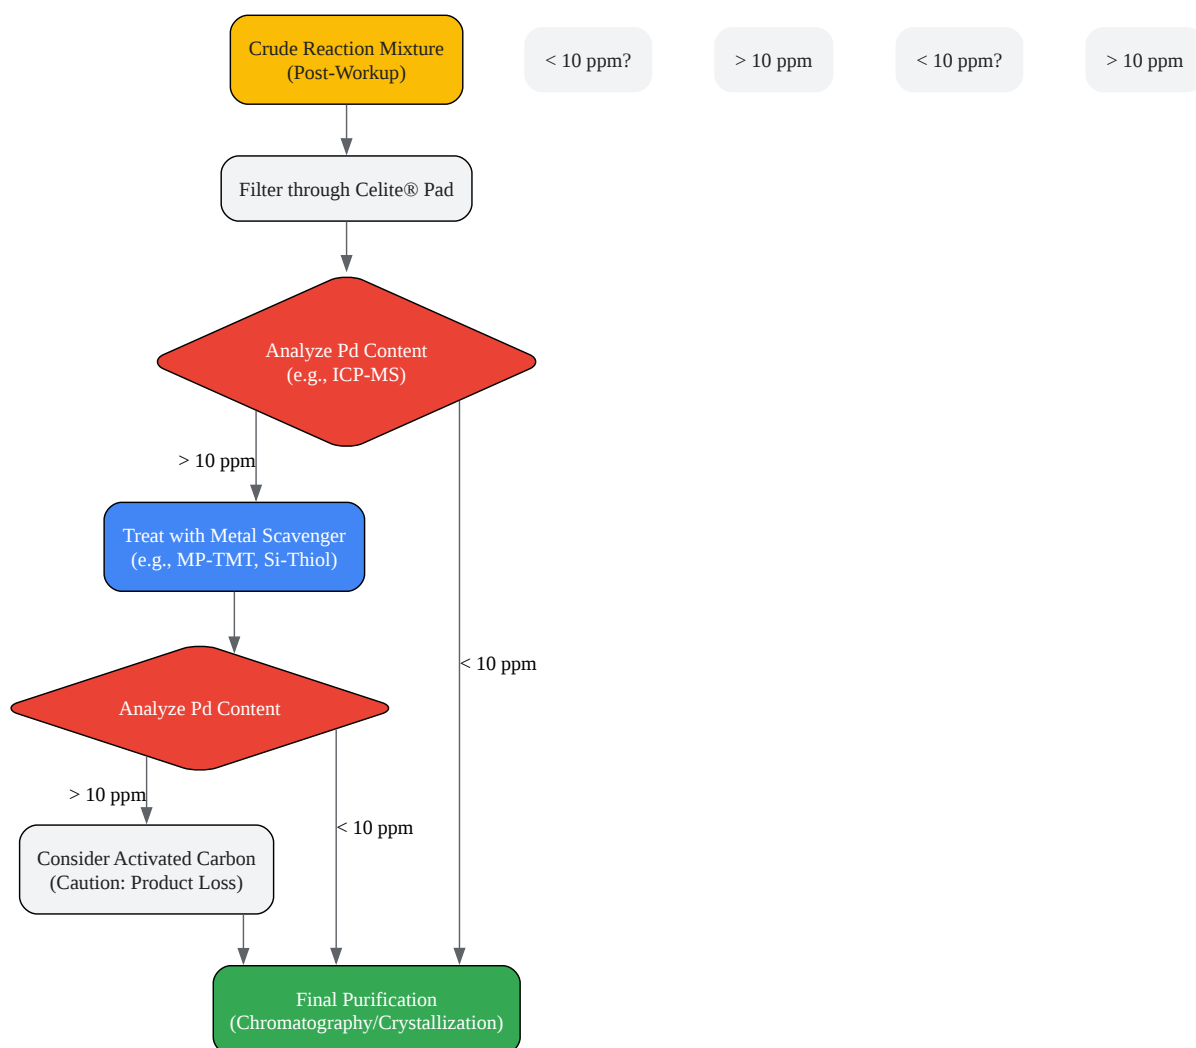 Crude Reaction Mixture
(Post-Workup)
< 10 ppm?
> 10 ppm
< 10 ppm?
> 10 ppm
Filter through Celite® Pad
Analyze Pd Content
(e.g., ICP-MS)
> 10 ppm
Treat with Metal Scavenger
(e.g., MP-TMT, Si-Thiol)
< 10 ppm
Analyze Pd Content
> 10 ppm
< 10 ppm
Consider Activated Carbon
(Caution: Product Loss)
Final Purification
(Chromatography/Crystallization)